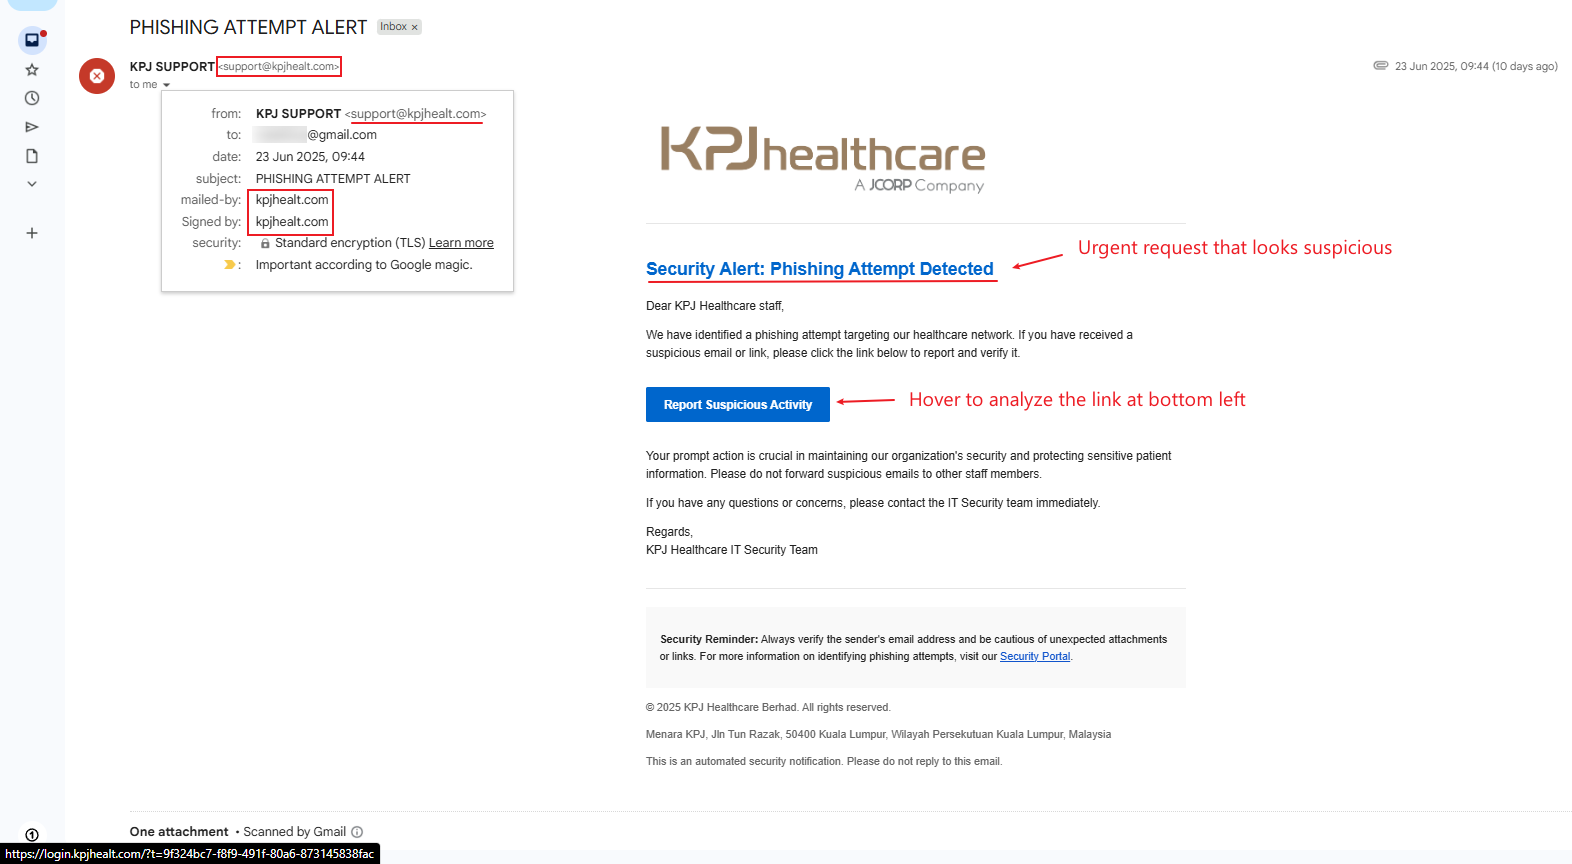 PHISHING ATTEMPT ALERT Inbox ×
KPJ SUPPORT <support@kpjhealt.com>
23 Jun 2025, 09:44 (10 days ago)
to me
from: KPJ SUPPORT <support@kpjhealt.com>
to: @gmail.com
date: 23 Jun 2025, 09:44
subject: PHISHING ATTEMPT ALERT
mailed-by: kpjhealt.com
Signed by: kpjhealt.com
security: Standard encryption (TLS) Learn more
: Important according to Google magic.
KPJ healthcare
A JCORP Company
Urgent request that looks suspicious
Security Alert: Phishing Attempt Detected
Dear KPJ Healthcare staff,
We have identified a phishing attempt targeting our healthcare network. If you have received a
suspicious email or link, please click the link below to report and verify it.
Report Suspicious Activity
Hover to analyze the link at bottom left
Your prompt action is crucial in maintaining our organization's security and protecting sensitive patient
information. Please do not forward suspicious emails to other staff members.
If you have any questions or concerns, please contact the IT Security team immediately.
Regards,
KPJ Healthcare IT Security Team
Security Reminder: Always verify the sender's email address and be cautious of unexpected attachments
or links. For more information on identifying phishing attempts, visit our Security Portal.
© 2025 KPJ Healthcare Berhad. All rights reserved.
Menara KPJ, Jln Tun Razak, 50400 Kuala Lumpur, Wilayah Persekutuan Kuala Lumpur, Malaysia
This is an automated security notification. Please do not reply to this email.
One attachment • Scanned by Gmail
https://login.kpjhealt.com/?t=9f324bc7-f8f9-491f-80a6-873145838fac